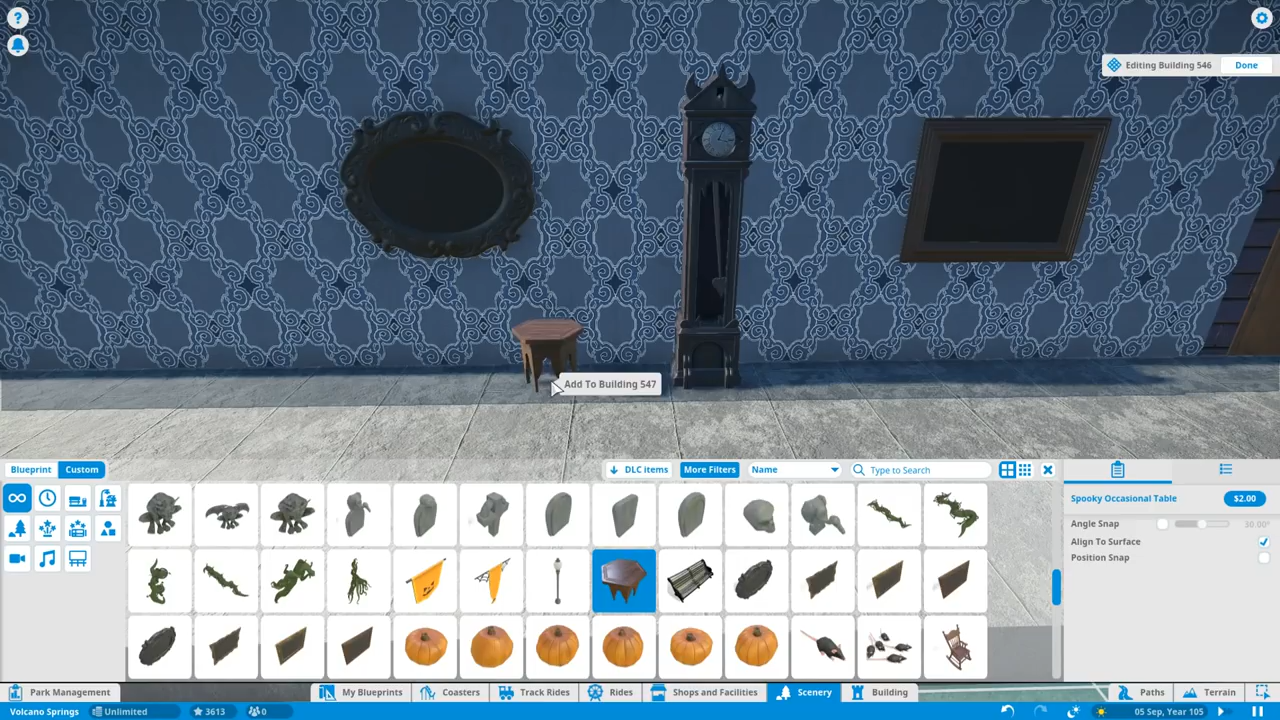 ?
Editing Building 546 Done
Add To Building 547
Blueprint Custom DLC items More Filters Name Type to Search
Spooky Occasional Table $2.00
Angle Snap 30.00°
Align To Surface
Position Snap
Park Management My Blueprints Coasters Track Rides Rides Shops and Facilities Scenery Building Paths Terrain
Volcano Springs Unlimited 3613 0 05 Sep, Year 105